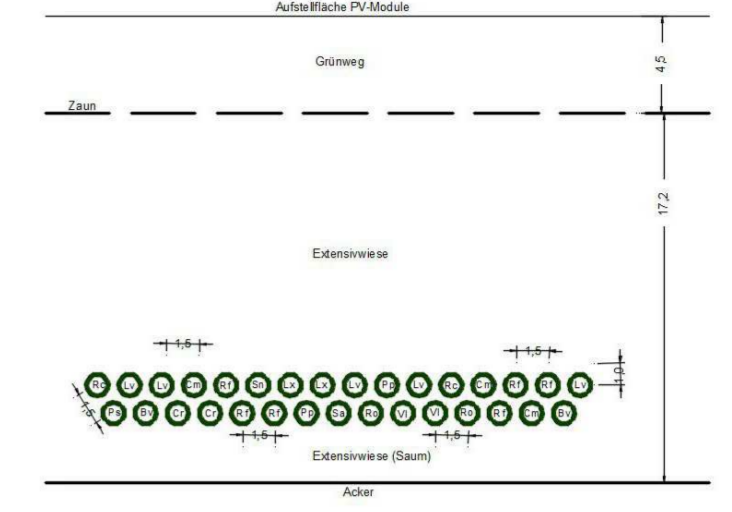 Aufstellfläche PV-Module
Grünweg
4,5
Zaun
17,2
Extensivwiese
1,5 1,5
1,0
Rc Lv Lv Cm Rf Sn Lx Lx Lv Pp Lv Rc Cm Rf Rf Lv
1,5
Ps Bv Cr Cr Rf Rf Pp Sa Ro Vl Vl Ro Rf Cm Bv
1,5 1,5
Extensivwiese (Saum)
Acker